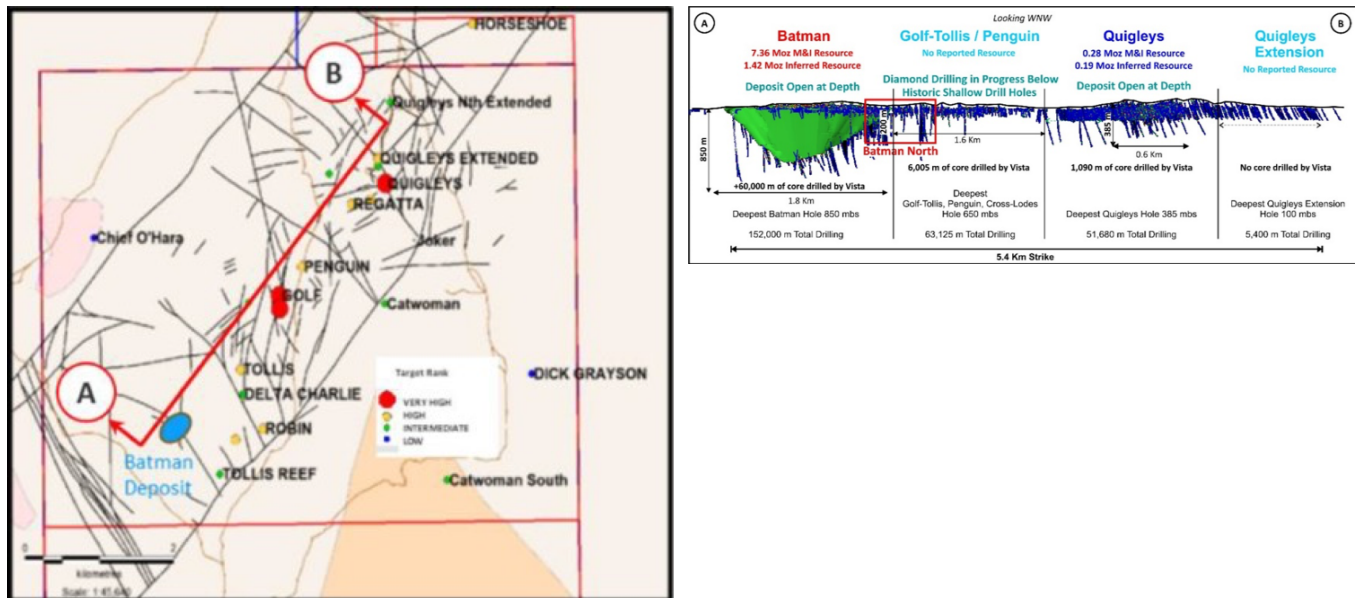 HORSESHOE
B
Quigleys Nth Extended
QUIGLEYS EXTENDED
QUIGLEYS
REGATTA
Chief O'Hara
Joker
PENGUIN
GOLF
Catwoman
TOLLIS
DICK GRAYSON
A
DELTA CHARLIE
Target Rank
VERY HIGH
HIGH
INTERMEDIATE
LOW
ROBIN
Batman
Deposit
TOLLIS REEF
Catwoman South
0 2
kilometres
Scale: 1:45,640
A
Looking WNW
B
Batman
7.36 Moz M&I Resource
1.42 Moz Inferred Resource
Deposit Open at Depth
Golf-Tollis / Penguin
No Reported Resource
Diamond Drilling in Progress Below
Historic Shallow Drill Holes
Quigleys
0.28 Moz M&I Resource
0.19 Moz Inferred Resource
Deposit Open at Depth
Quigleys
Extension
No Reported Resource
850 m
200 m
Batman North
1.6 Km
385 m
0.6 Km
+60,000 m of core drilled by Vista
1.8 Km
Deepest Batman Hole 850 mbs
152,000 m Total Drilling
6,005 m of core drilled by Vista
Deepest
Golf-Tollis, Penguin, Cross-Lodes
Hole 650 mbs
63,125 m Total Drilling
1,090 m of core drilled by Vista
Deepest Quigleys Hole 385 mbs
51,680 m Total Drilling
No core drilled by Vista
Deepest Quigleys Extension
Hole 100 mbs
5,400 m Total Drilling
5.4 Km Strike